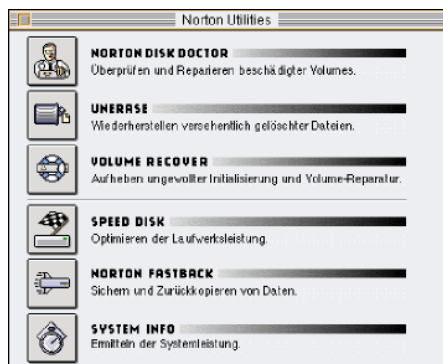 Norton Utilities
NORTON DISK DOCTOR
Überprüfen und Reparieren beschädigter Volumes.
UNERASE
Wiederherstellen versehentlich gelöschter Dateien.
VOLUME RECOVER
Aufheben ungewollter Initialisierung und Volume-Reparatur.
SPEED DISK
Optimieren der Laufwerksleistung.
NORTON FASTBACK
Sichern und Zurückkopieren von Daten.
SYSTEM INFO
Ermitteln der Systemleistung.